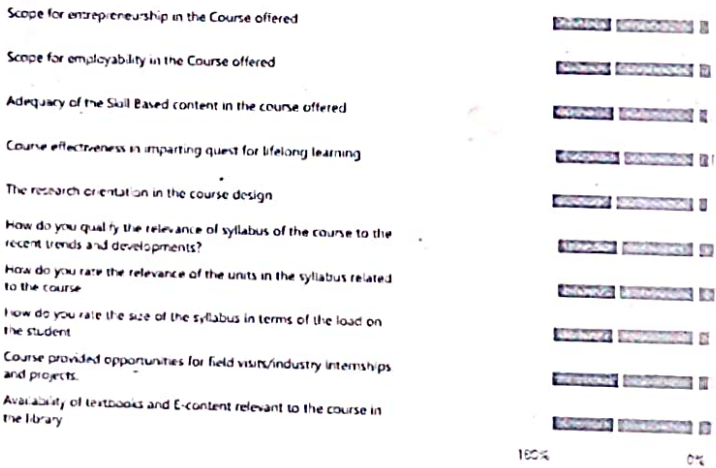 Scope for entrepreneurship in the Course offered
Scope for employability in the Course offered
Adequacy of the Skill Based content in the course offered
Course effectiveness in imparting quest for lifelong learning
The research orientation in the course design
How do you qualify the relevance of syllabus of the course to the
recent trends and developments?
How do you rate the relevance of the units in the syllabus related
to the course
How do you rate the size of the syllabus in terms of the load on
the student
Course provided opportunities for field visits/industry internships
and projects.
Availability of textbooks and E-content relevant to the course in
the library
100% 0%